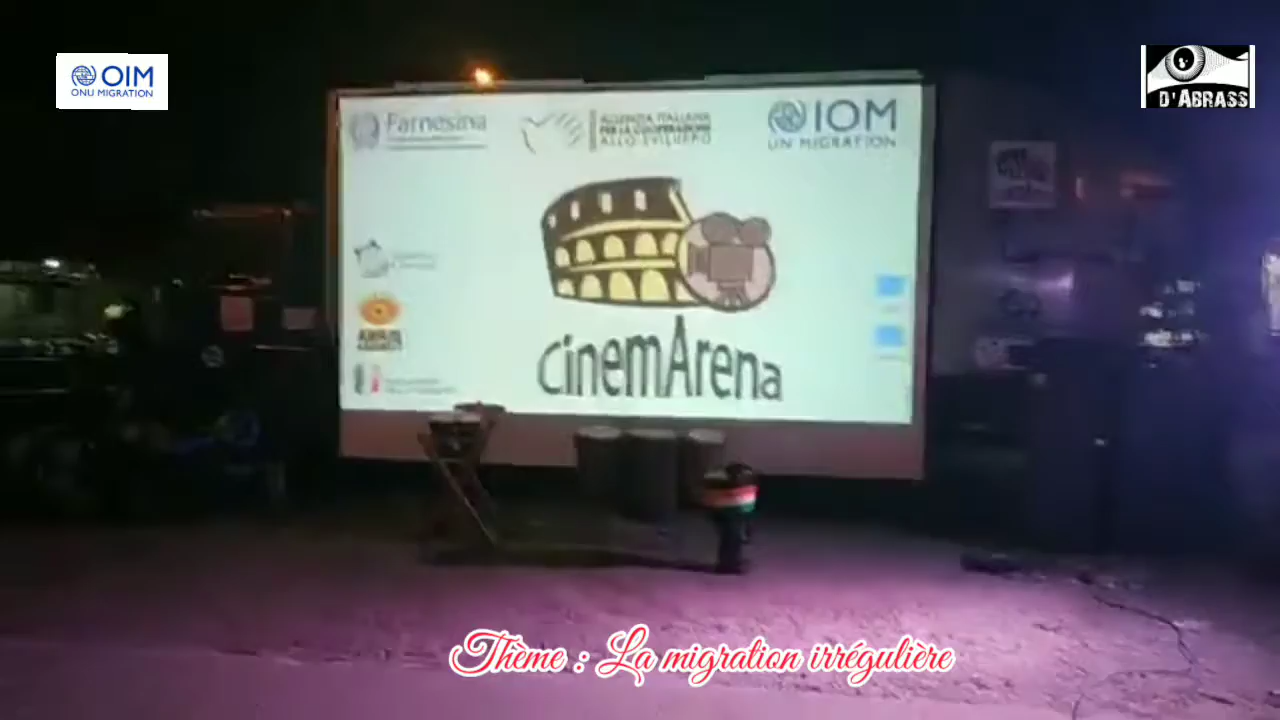 OIM
ONU MIGRATION
D'ABRASS
Farnesina
AGENZIA ITALIANA
PER LA COOPERAZIONE
ALLO SVILUPPO
IOM
UN MIGRATION
CinemArena
Thème : La migration irrégulière